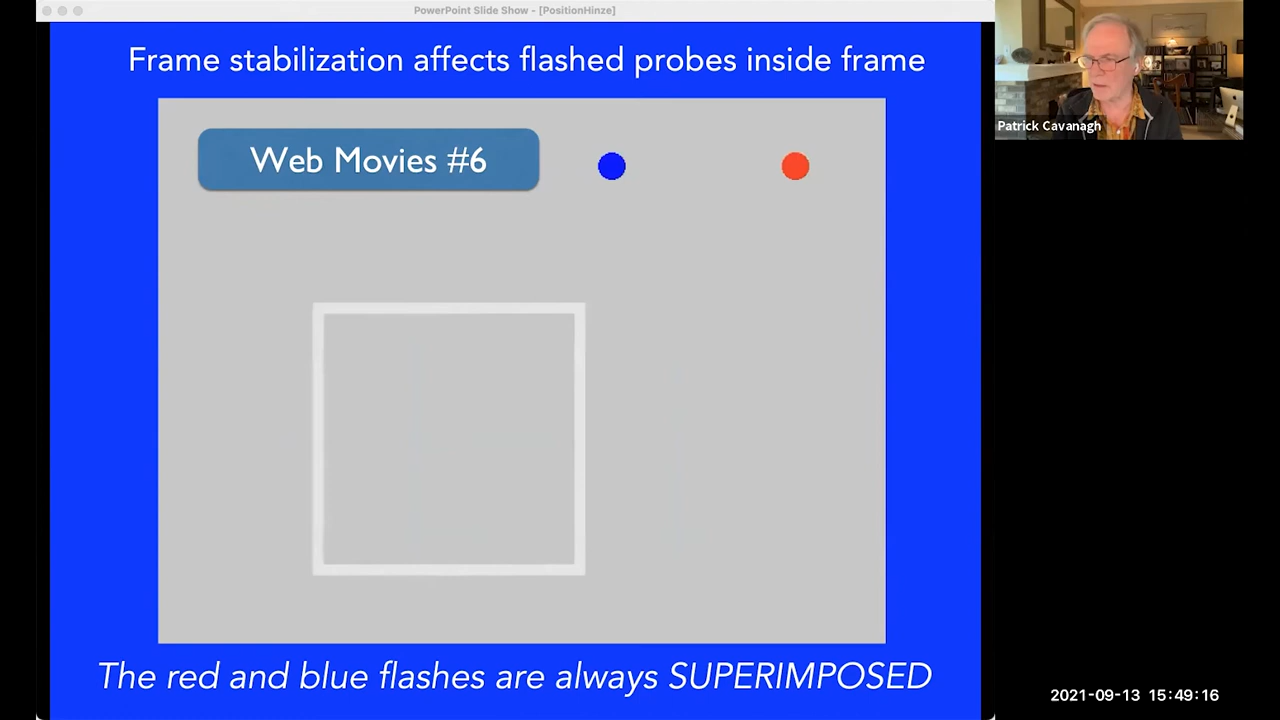 PowerPoint Slide Show - [PositionHinze]
Frame stabilization affects flashed probes inside frame
Web Movies #6
The red and blue flashes are always SUPERIMPOSED
Patrick Cavanagh
2021-09-13 15:49:16